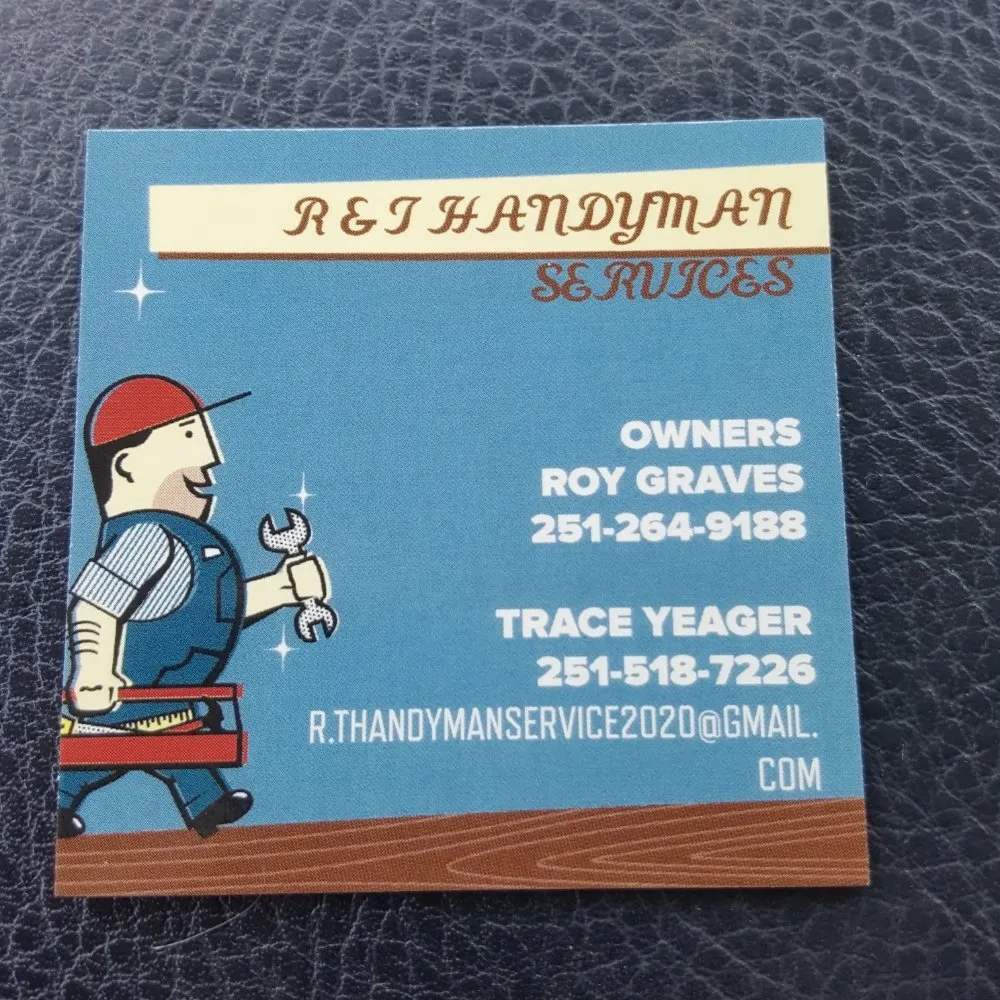 R & T HANDYMAN
SERVICES
OWNERS
ROY GRAVES
251-264-9188
TRACE YEAGER
251-518-7226
R.THANDYMANSERVICE2020@GMAIL.
COM